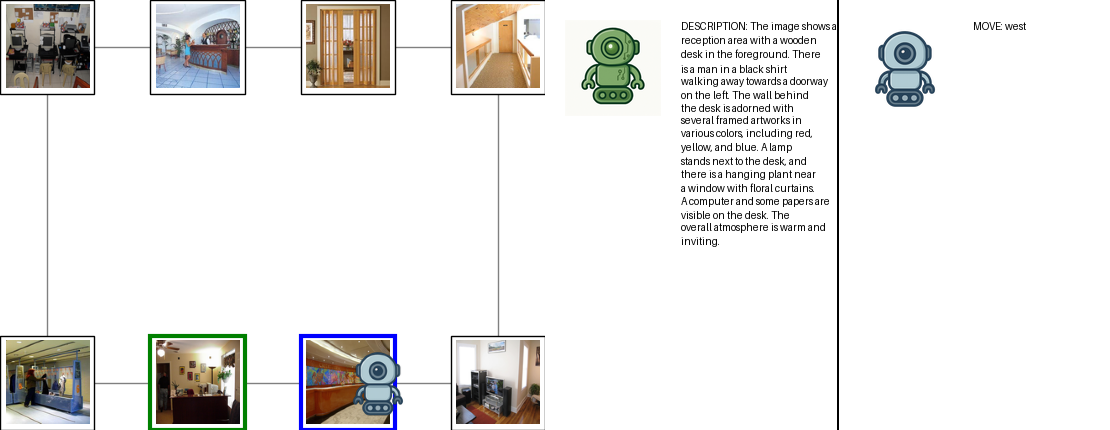 DESCRIPTION: The image shows a
reception area with a wooden
desk in the foreground. There
is a man in a black shirt
walking away towards a doorway
on the left. The wall behind
the desk is adorned with
several framed artworks in
various colors, including red,
yellow, and blue. A lamp
stands next to the desk, and
there is a hanging plant near
a window with floral curtains.
A computer and some papers are
visible on the desk. The
overall atmosphere is warm and
inviting.
MOVE: west